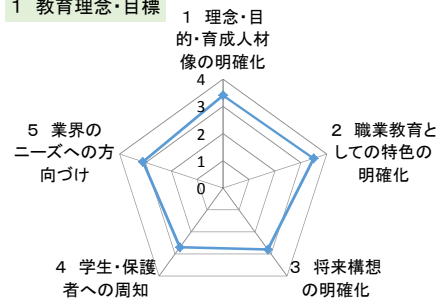 1 教育理念・目標
1 理念・目
的・育成人材
像の明確化
4
3
2
1
0
2 職業教育と
しての特色の
明確化
3 将来構想
の明確化
4 学生・保護
者への周知
5 業界の
ニーズへの方
向づけ